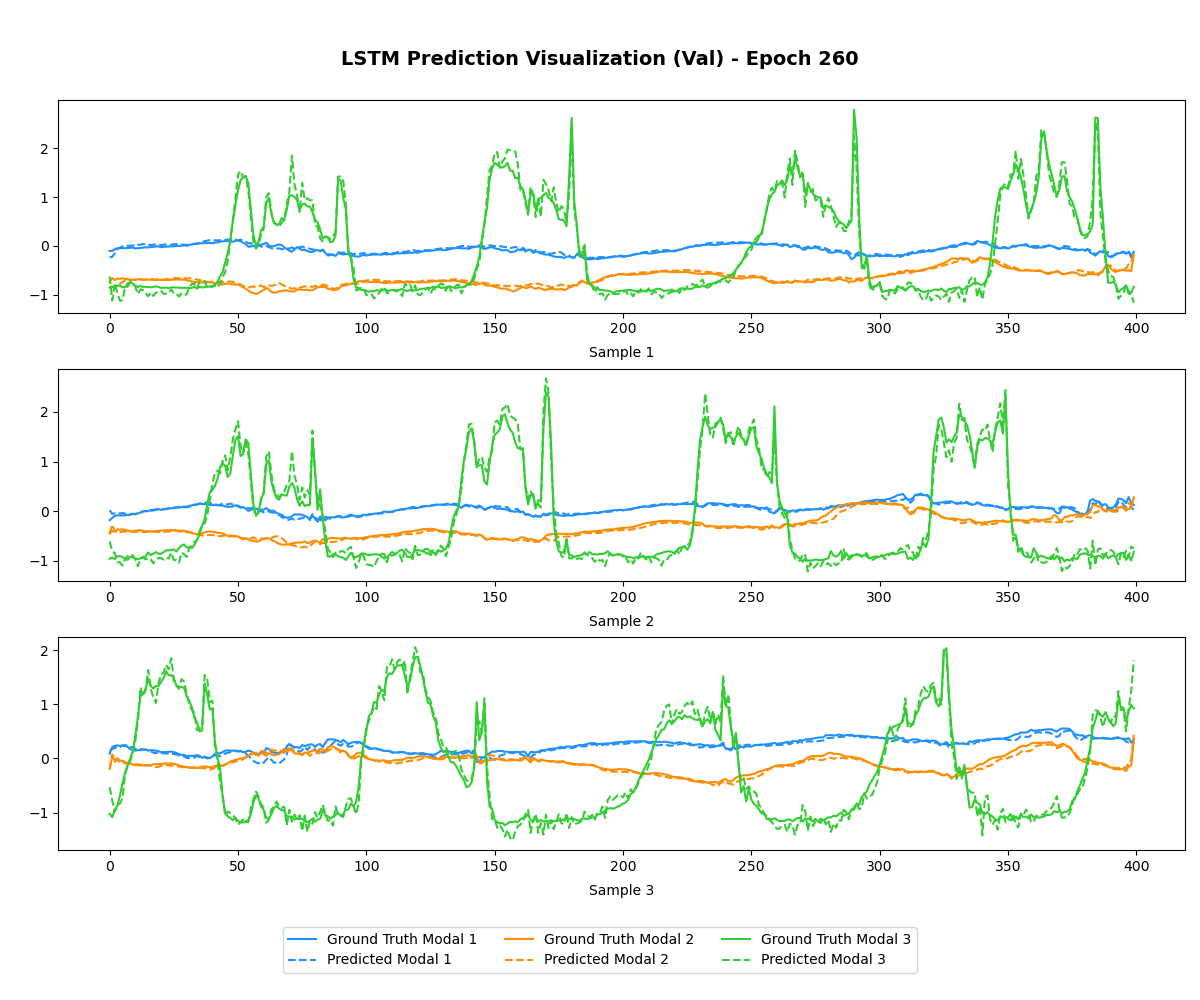 LSTM Prediction Visualization (Val) - Epoch 260
2
1
0
−1
0 50 100 150 200 250 300 350 400
Sample 1
2
1
0
−1
0 50 100 150 200 250 300 350 400
Sample 2
2
1
0
−1
0 50 100 150 200 250 300 350 400
Sample 3
Ground Truth Modal 1 Ground Truth Modal 2 Ground Truth Modal 3
Predicted Modal 1 Predicted Modal 2 Predicted Modal 3